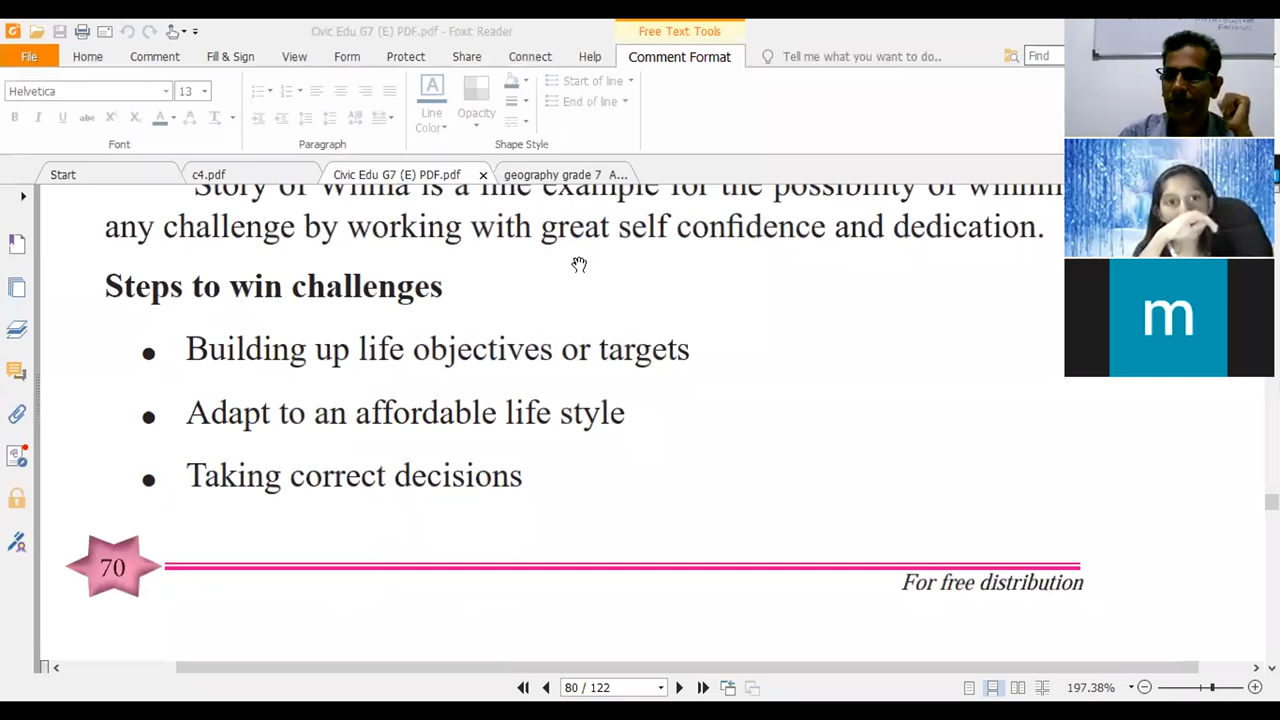 Civic Edu G7 (E) PDF.pdf - Foxit Reader
Free Text Tools
File Home Comment Fill & Sign View Form Protect Share Connect Help Comment Format Tell me what you want to do.. Find
Helvetica 13 Line Color Opacity Start of line
End of line
B I U abc X X A T
Font Paragraph Shape Style
Start c4.pdf Civic Edu G7 (E) PDF.pdf geography grade 7 A...
Story of Wilma is a fine example for the possibility of
any challenge by working with great self confidence and dedication.
Steps to win challenges
● Building up life objectives or targets
● Adapt to an affordable life style
● Taking correct decisions
70
For free distribution
80 / 122 197.38%
m